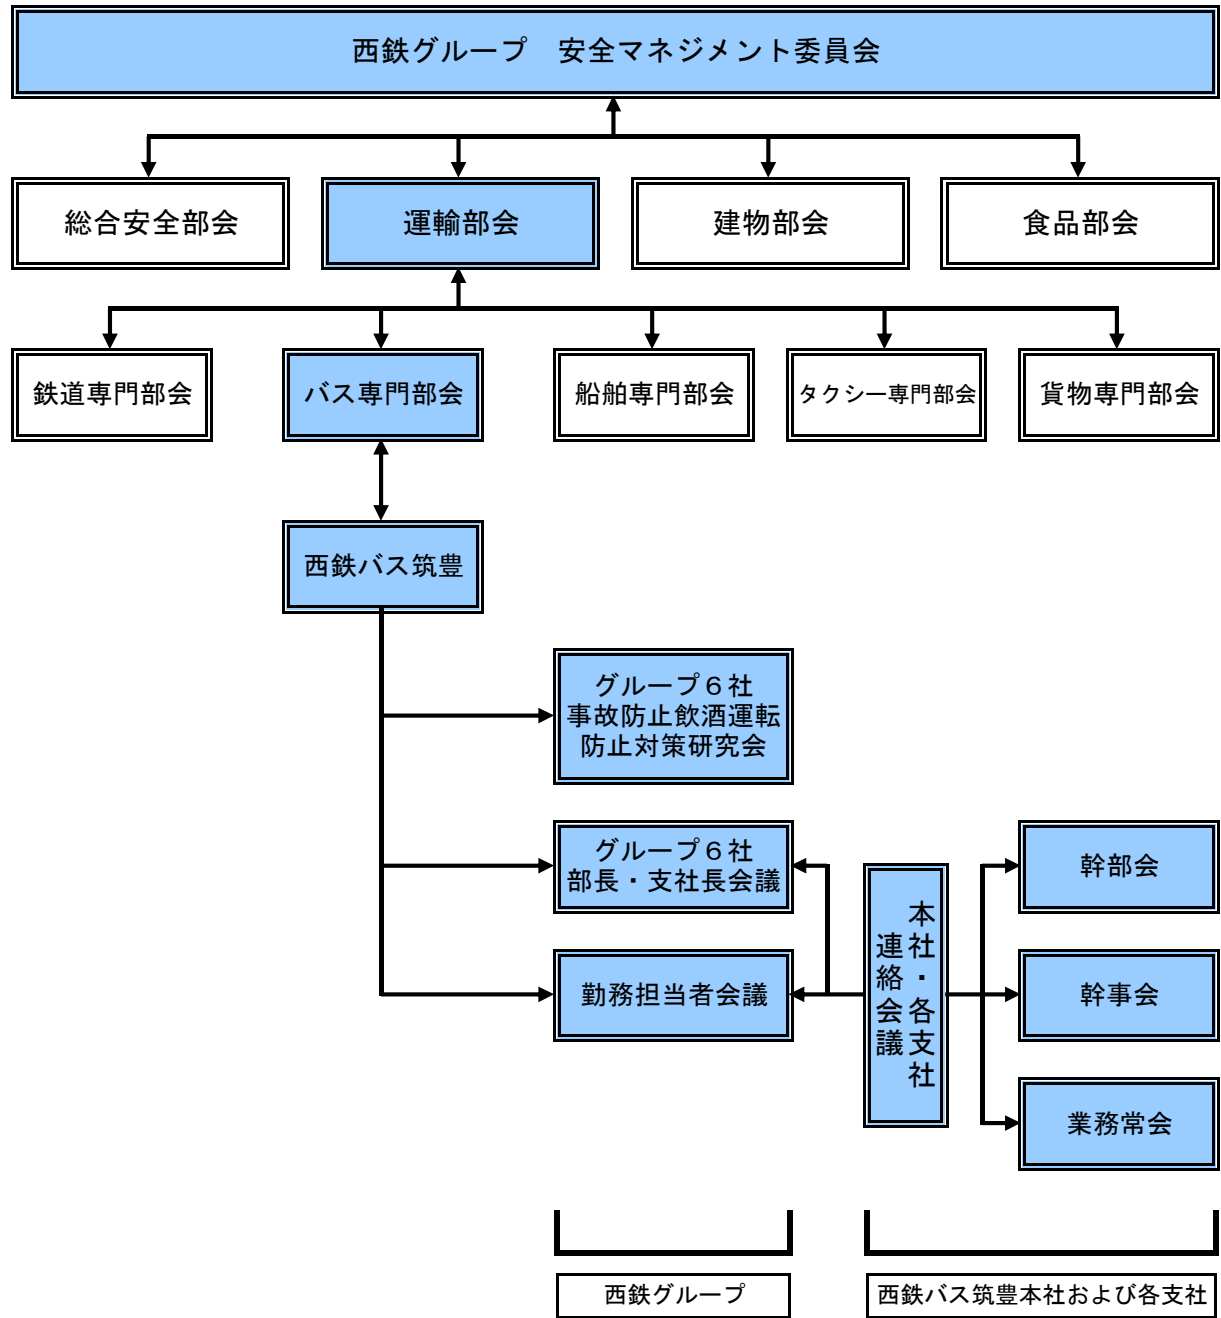 西鉄グループ　安全マネジメント委員会
総合安全部会
運輸部会
建物部会
食品部会
鉄道専門部会
バス専門部会
船舶専門部会
タクシー専門部会
貨物専門部会
西鉄バス筑豊
グループ６社
事故防止飲酒運転
防止対策研究会
グループ６社
部長・支社長会議
勤務担当者会議
本社・各支社
連絡会議
幹部会
幹事会
業務常会
西鉄グループ
西鉄バス筑豊本社および各支社